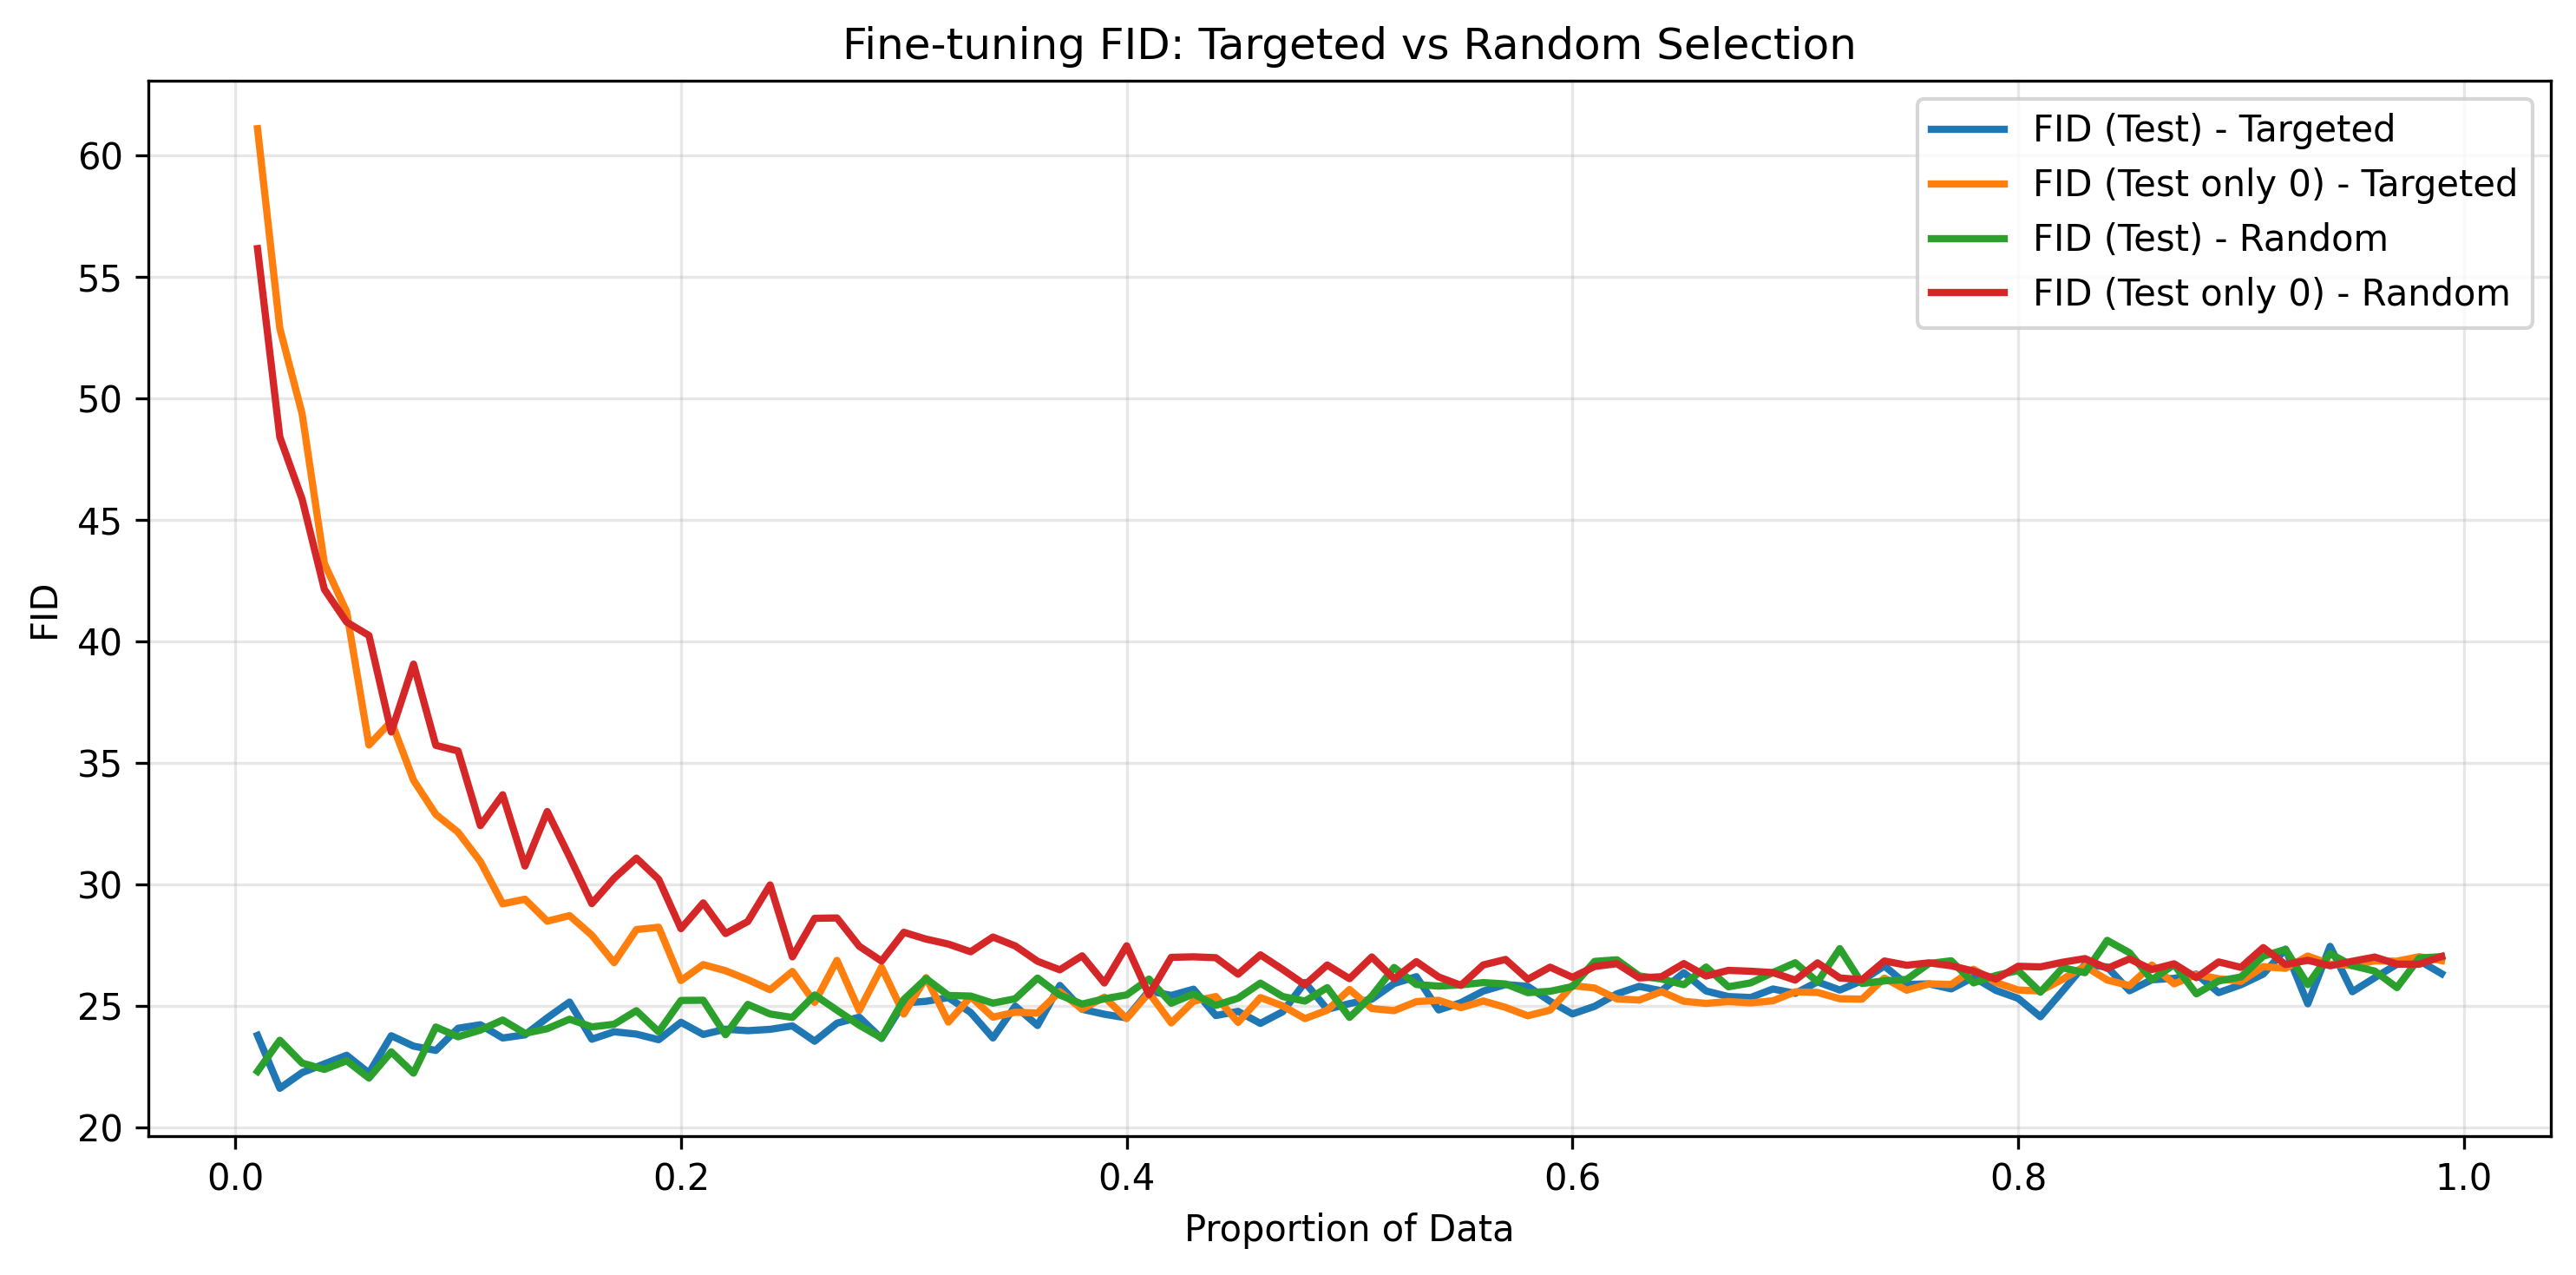 Fine-tuning FID: Targeted vs Random Selection
FID (Test) - Targeted
FID (Test only 0) - Targeted
FID (Test) - Random
FID (Test only 0) - Random
60
55
50
45
40
35
30
25
20
FID
0.0 0.2 0.4 0.6 0.8 1.0
Proportion of Data